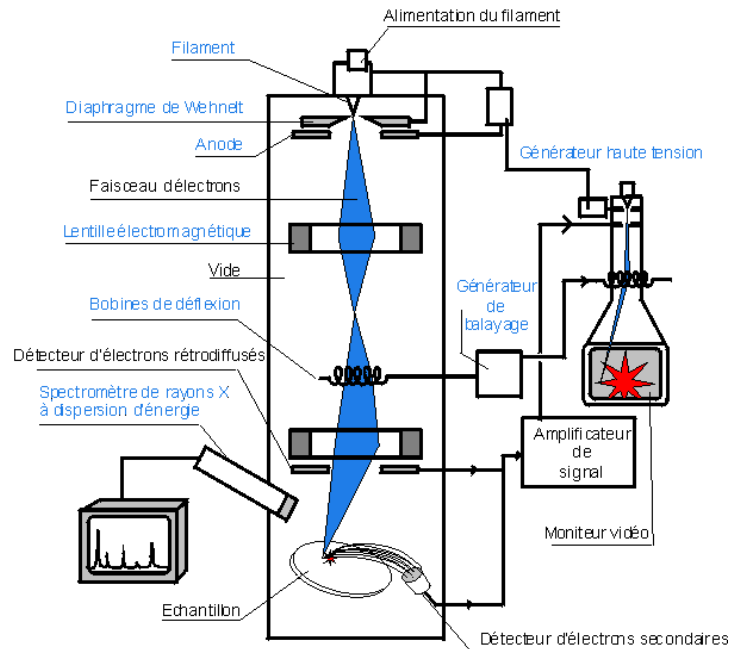 Alimentation du filament
Filament
Diaphragme de Wehnelt
Anode
Générateur haute tension
Faisceau délectrons
Lentille électromagnétique
Vide
Générateur
de
balayage
Bobines de déflexion
Détecteur d'électrons rétrodiffusés
Spectromètre de rayons X
à dispersion d'énergie
Amplificateur
de
signal
Moniteur vidéo
Echantillon
Détecteur d'électrons secondaires